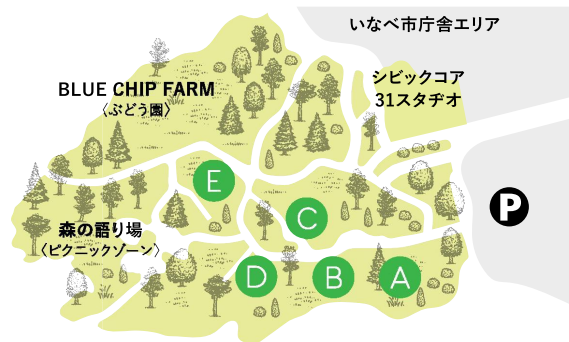 いなべ市庁舎エリア
シビックコア
31スタヂオ
BLUE CHIP FARM
〈ぶどう園〉
E
P
C
森の語り場
〈ピクニックゾーン〉
D
B
A